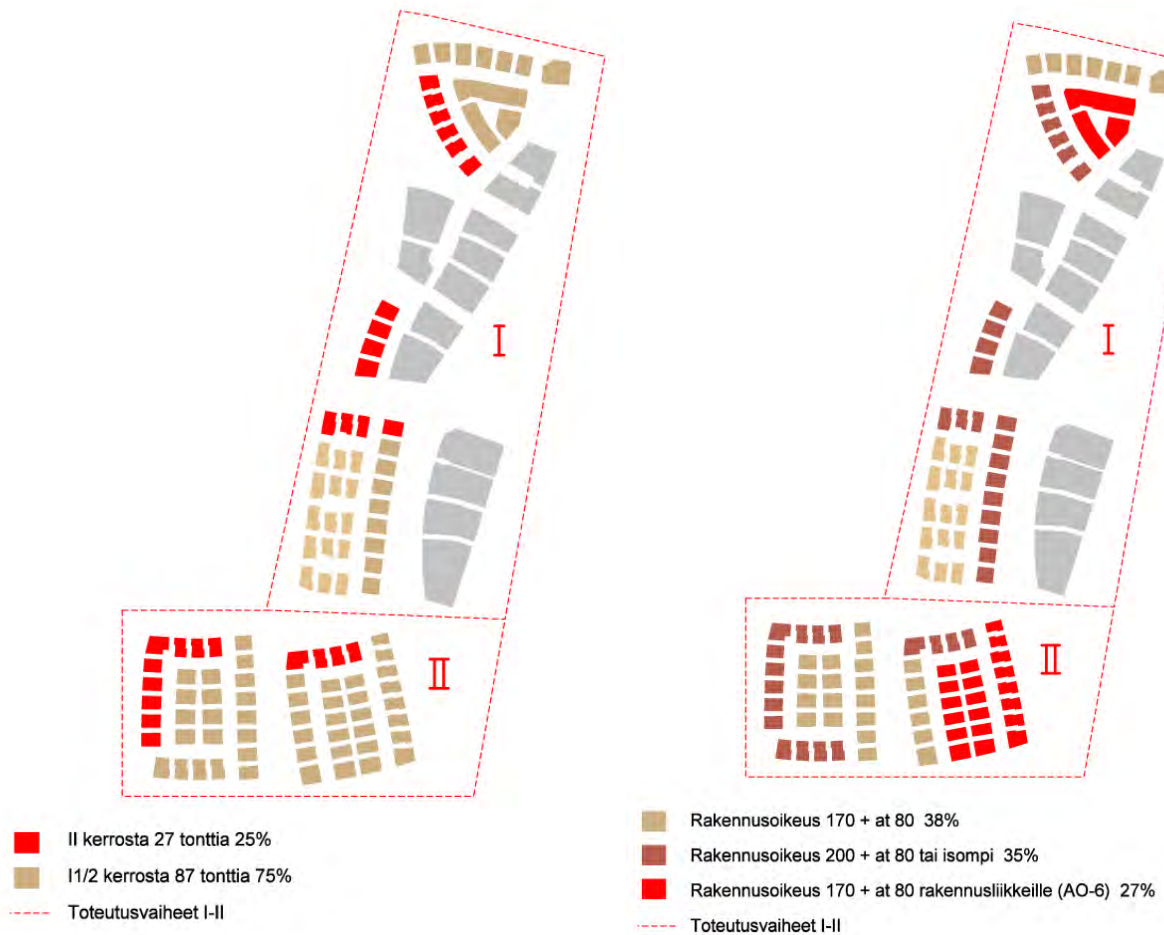 I
II
II kerrosta 27 tonttia 25%
I1/2 kerrosta 87 tonttia 75%
Toteutusvaiheet I-II
I
II
Rakennusoikeus 170 + at 80 38%
Rakennusoikeus 200 + at 80 tai isompi 35%
Rakennusoikeus 170 + at 80 rakennusliikkeille (AO-6) 27%
Toteutusvaiheet I-II